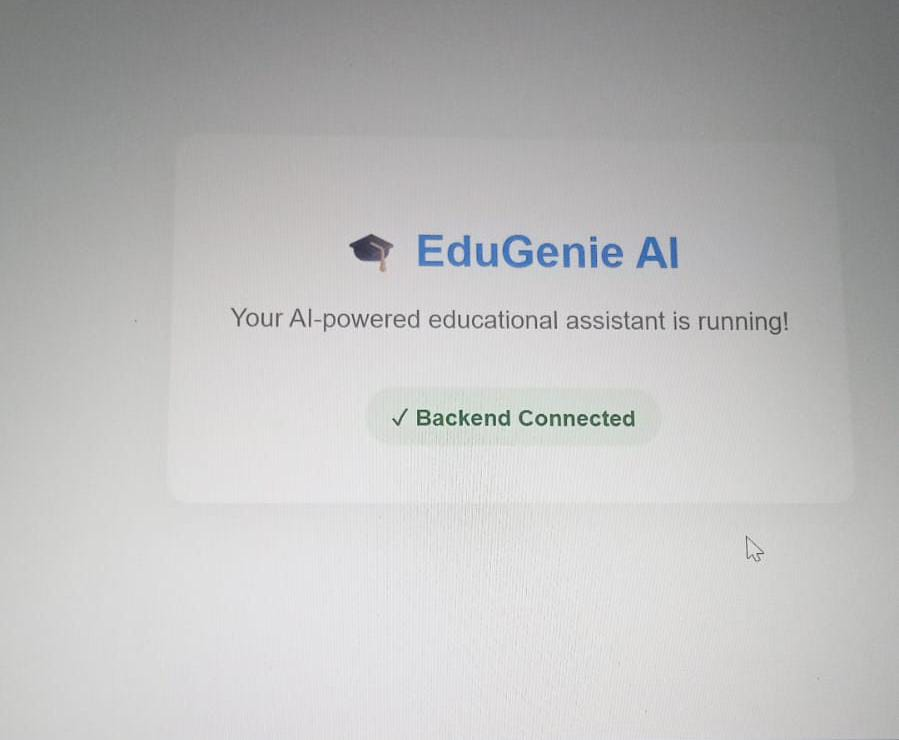 EduGenie AI
Your AI-powered educational assistant is running!
✓ Backend Connected